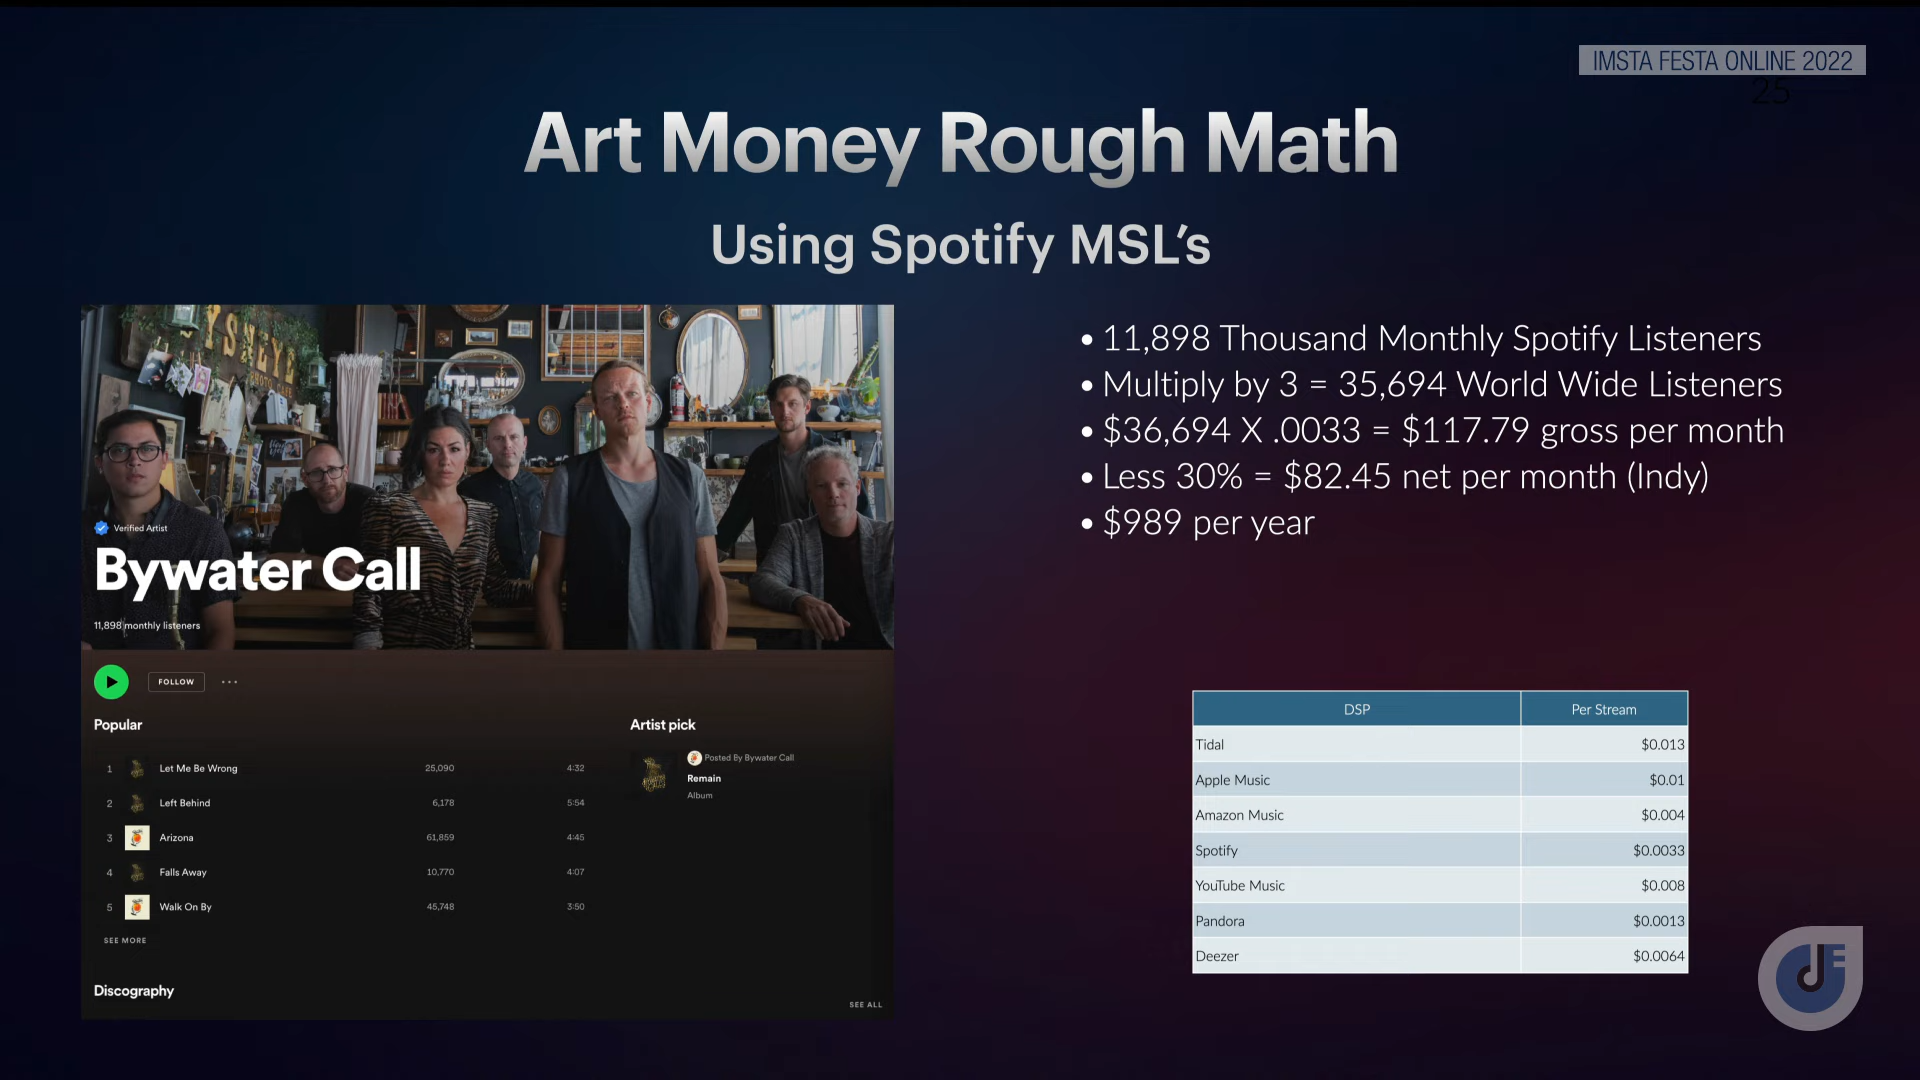 IMSTA FESTA ONLINE 2022
25
Art Money Rough Math
Using Spotify MSL’s
Verified Artist
Bywater Call
11,898 monthly listeners
FOLLOW
Popular
1 Let Me Be Wrong 25,090 4:32
2 Left Behind 6,178 5:54
3 Arizona 61,859 4:45
4 Falls Away 10,770 4:07
5 Walk On By 45,748 3:50
SEE MORE
Artist pick
Posted By Bywater Call
Remain
Album
Discography
SEE ALL
• 11,898 Thousand Monthly Spotify Listeners
• Multiply by 3 = 35,694 World Wide Listeners
• $36,694 X .0033 = $117.79 gross per month
• Less 30% = $82.45 net per month (Indy)
• $989 per year
DSP Per Stream
Tidal $0.013
Apple Music $0.01
Amazon Music $0.004
Spotify $0.0033
YouTube Music $0.008
Pandora $0.0013
Deezer $0.0064